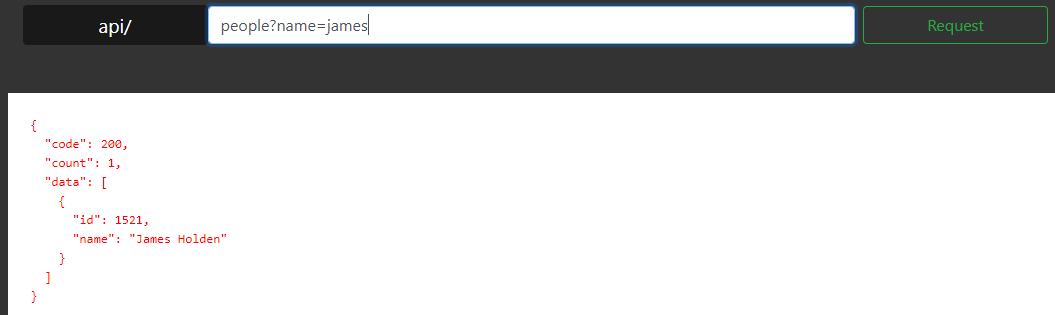 api/ people?name=james Request
{
"code": 200,
"count": 1,
"data": [
{
"id": 1521,
"name": "James Holden"
}
]
}